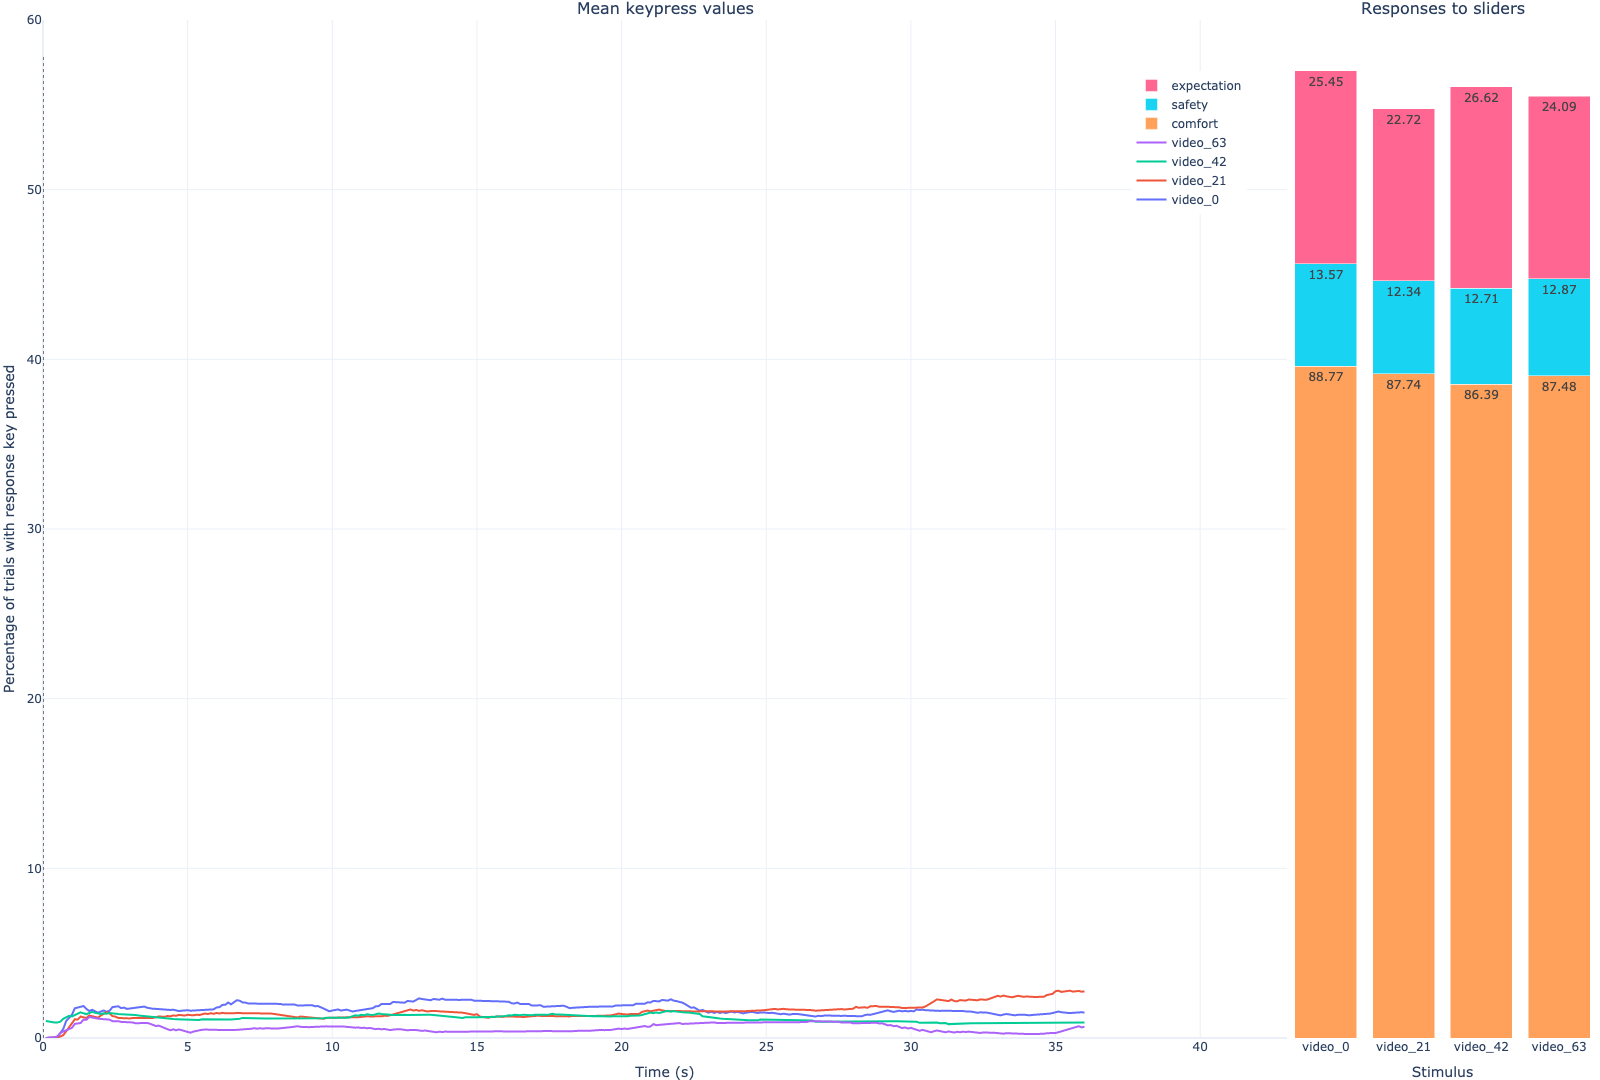 Mean keypress values
Responses to sliders
60
50
40
30
20
10
0
Percentage of trials with response key pressed
0 5 10 15 20 25 30 35 40
Time (s)
expectation
safety
comfort
video_63
video_42
video_21
video_0
25.45 22.72 26.62 24.09
13.57 12.34 12.71 12.87
88.77 87.74 86.39 87.48
video_0 video_21 video_42 video_63
Stimulus